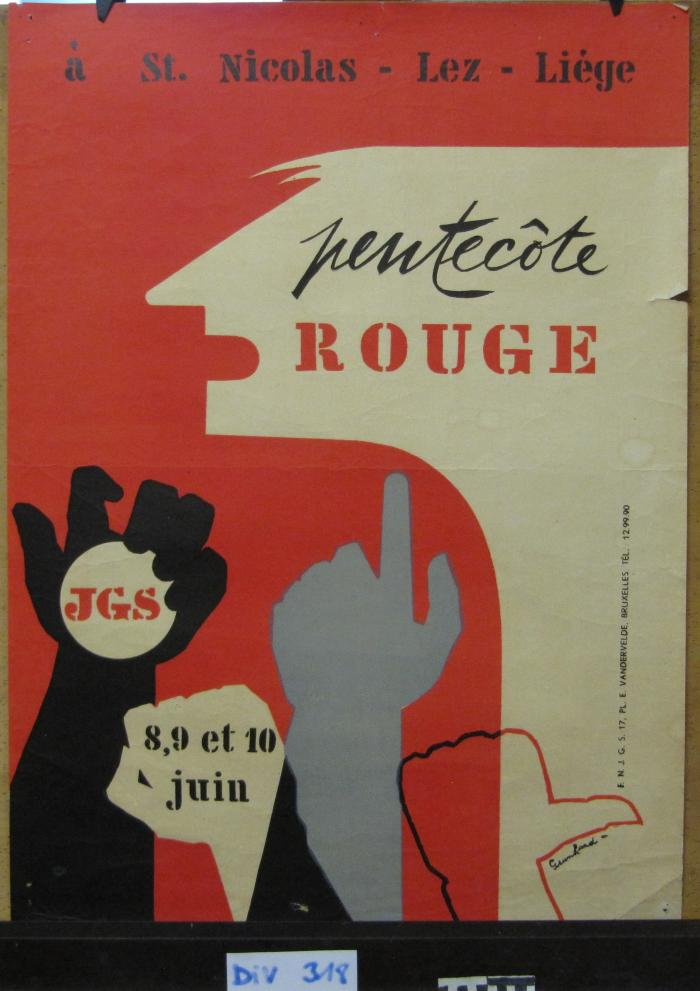 à St. Nicolas - Lez - Liége
pentecôte
ROUGE
JGS
8,9 et 10
juin
F. N. J. G. S. 17, PL. E. VANDERVELDE, BRUXELLES TÉL. 12.99.90
DiV 318